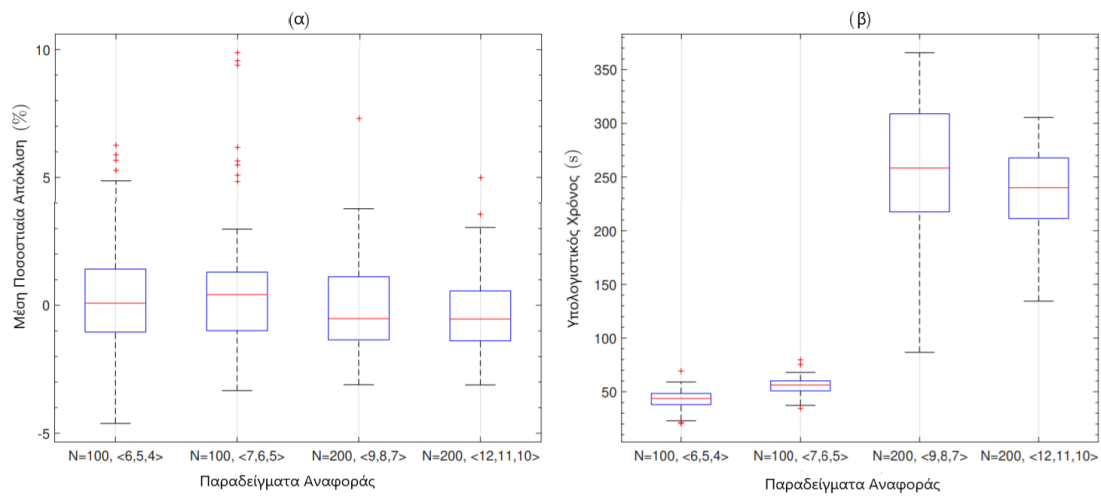 (α)
Μέση Ποσοστιαία Απόκλιση (%)
10
5
0
-5
N=100, <6,5,4>
N=100, <7,6,5>
N=200, <9,8,7>
N=200, <12,11,10>
Παραδείγματα Αναφοράς
(β)
Υπολογιστικός Χρόνος (s)
350
300
250
200
150
100
50
N=100, <6,5,4>
N=100, <7,6,5>
N=200, <9,8,7>
N=200, <12,11,10>
Παραδείγματα Αναφοράς